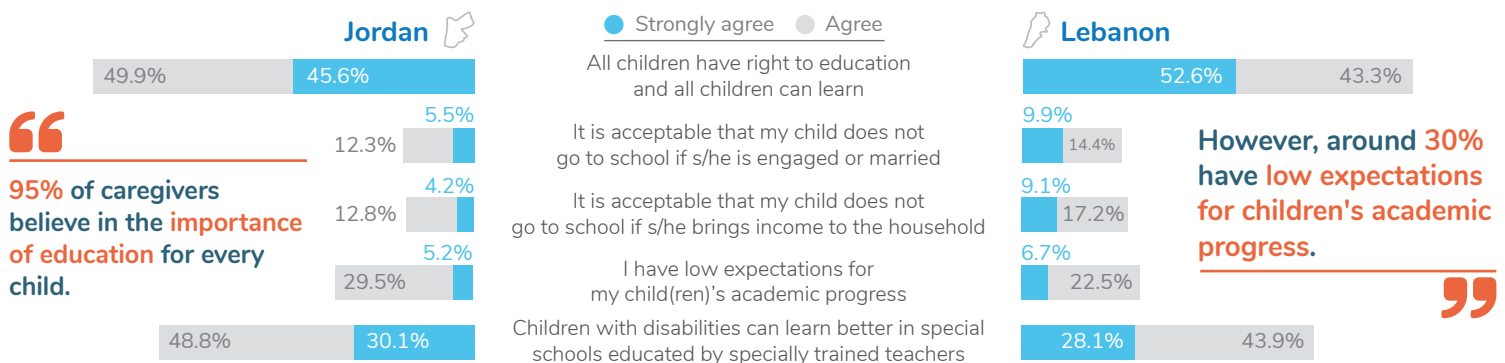 Jordan
Strongly agree Agree
Lebanon
49.9% 45.6%
All children have right to education
and all children can learn
52.6% 43.3%
5.5%
12.3%
It is acceptable that my child does not
go to school if s/he is engaged or married
9.9%
14.4%
4.2%
12.8%
It is acceptable that my child does not
go to school if s/he brings income to the household
9.1%
17.2%
5.2%
29.5%
I have low expectations for
my child(ren)’s academic progress
6.7%
22.5%
48.8% 30.1%
Children with disabilities can learn better in special
schools educated by specially trained teachers
28.1% 43.9%
“
95% of caregivers
believe in the importance
of education for every
child.
However, around 30%
have low expectations
for children's academic
progress.
”